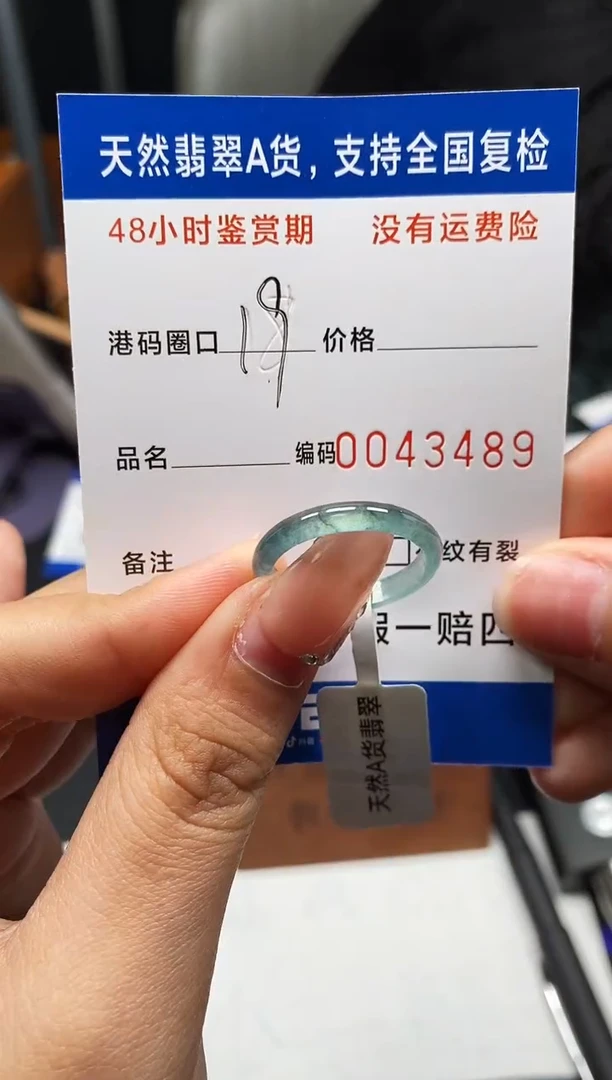 天然翡翠A货，支持全国复检
48小时鉴赏期 没有运费险
港码圈口 价格
品名 编码0043489
备注 纹有裂
假一赔四
天然A货翡翠